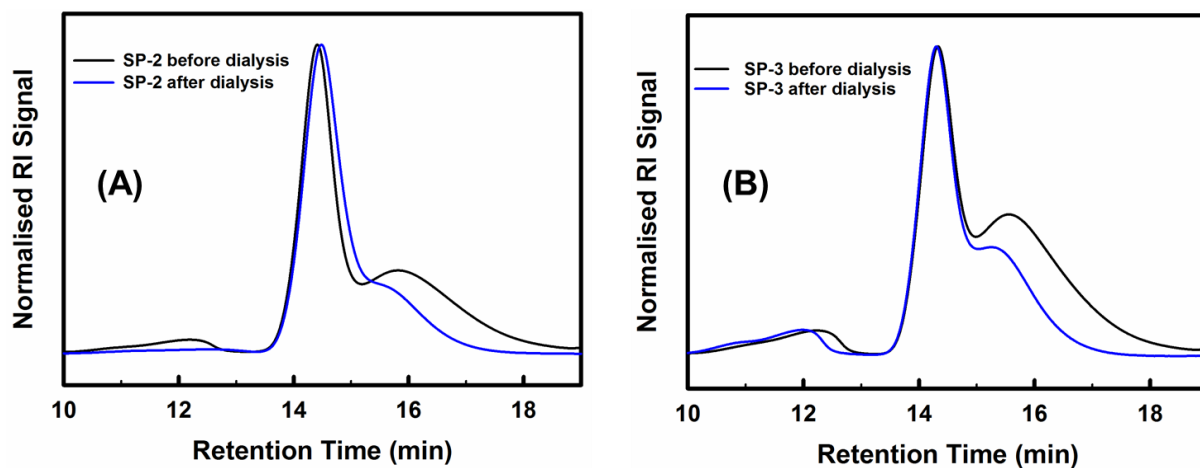 SP-2 before dialysis
SP-2 after dialysis
(A)
Normalised RI Signal
10 12 14 16 18
Retention Time (min)
SP-3 before dialysis
SP-3 after dialysis
(B)
Normalised RI Signal
10 12 14 16 18
Retention Time (min)